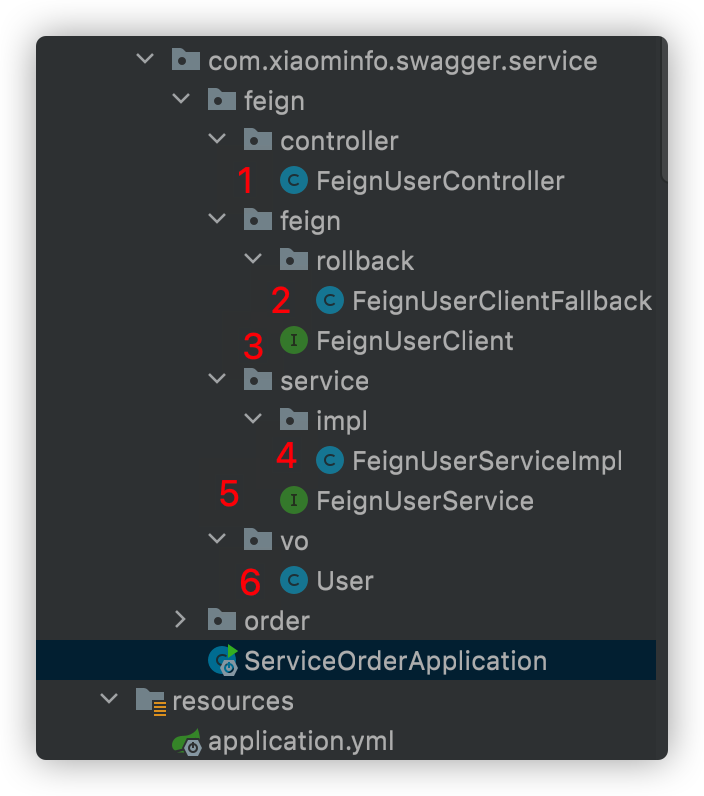 com.xiaominfo.swagger.service
feign
controller
1 FeignUserController
feign
rollback
2 FeignUserClientFallback
3 FeignUserClient
service
impl
4 FeignUserServiceImpl
5 FeignUserService
vo
6 User
order
ServiceOrderApplication
resources
application.yml